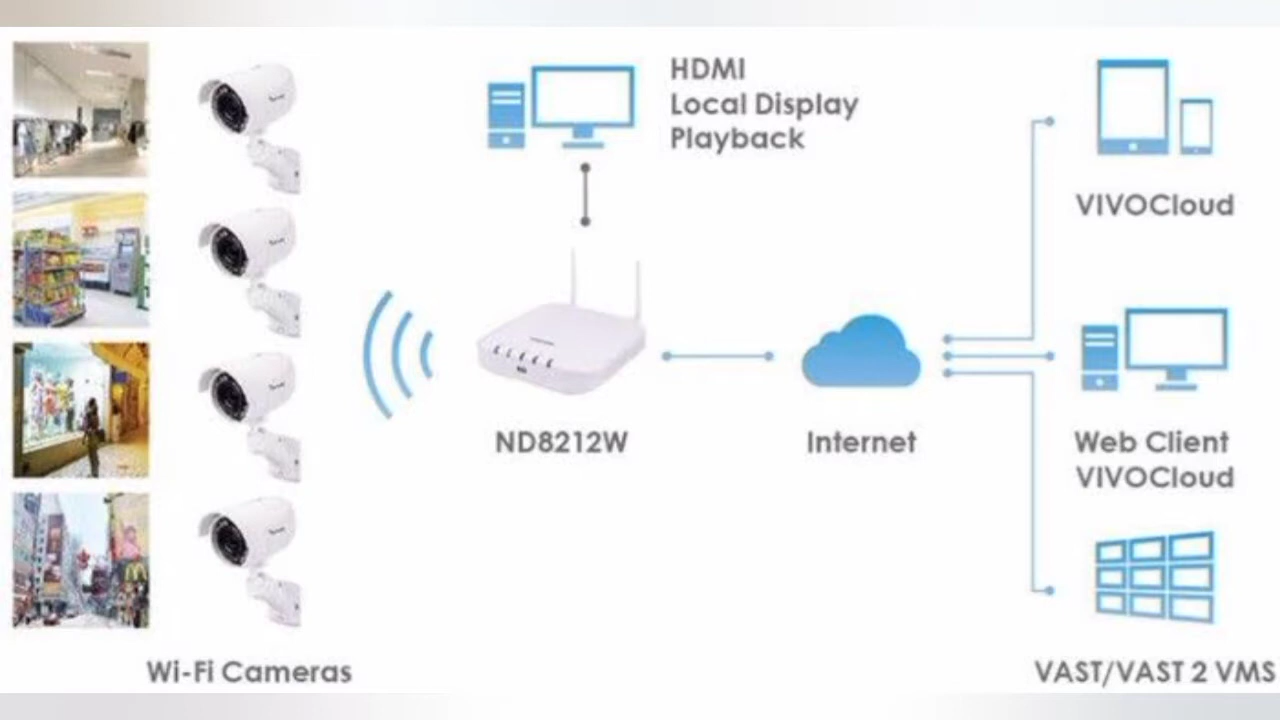 HDMI
Local Display
Playback
VIVOCloud
ND8212W
Internet
Web Client
VIVOCloud
Wi-Fi Cameras
VAST/VAST 2 VMS